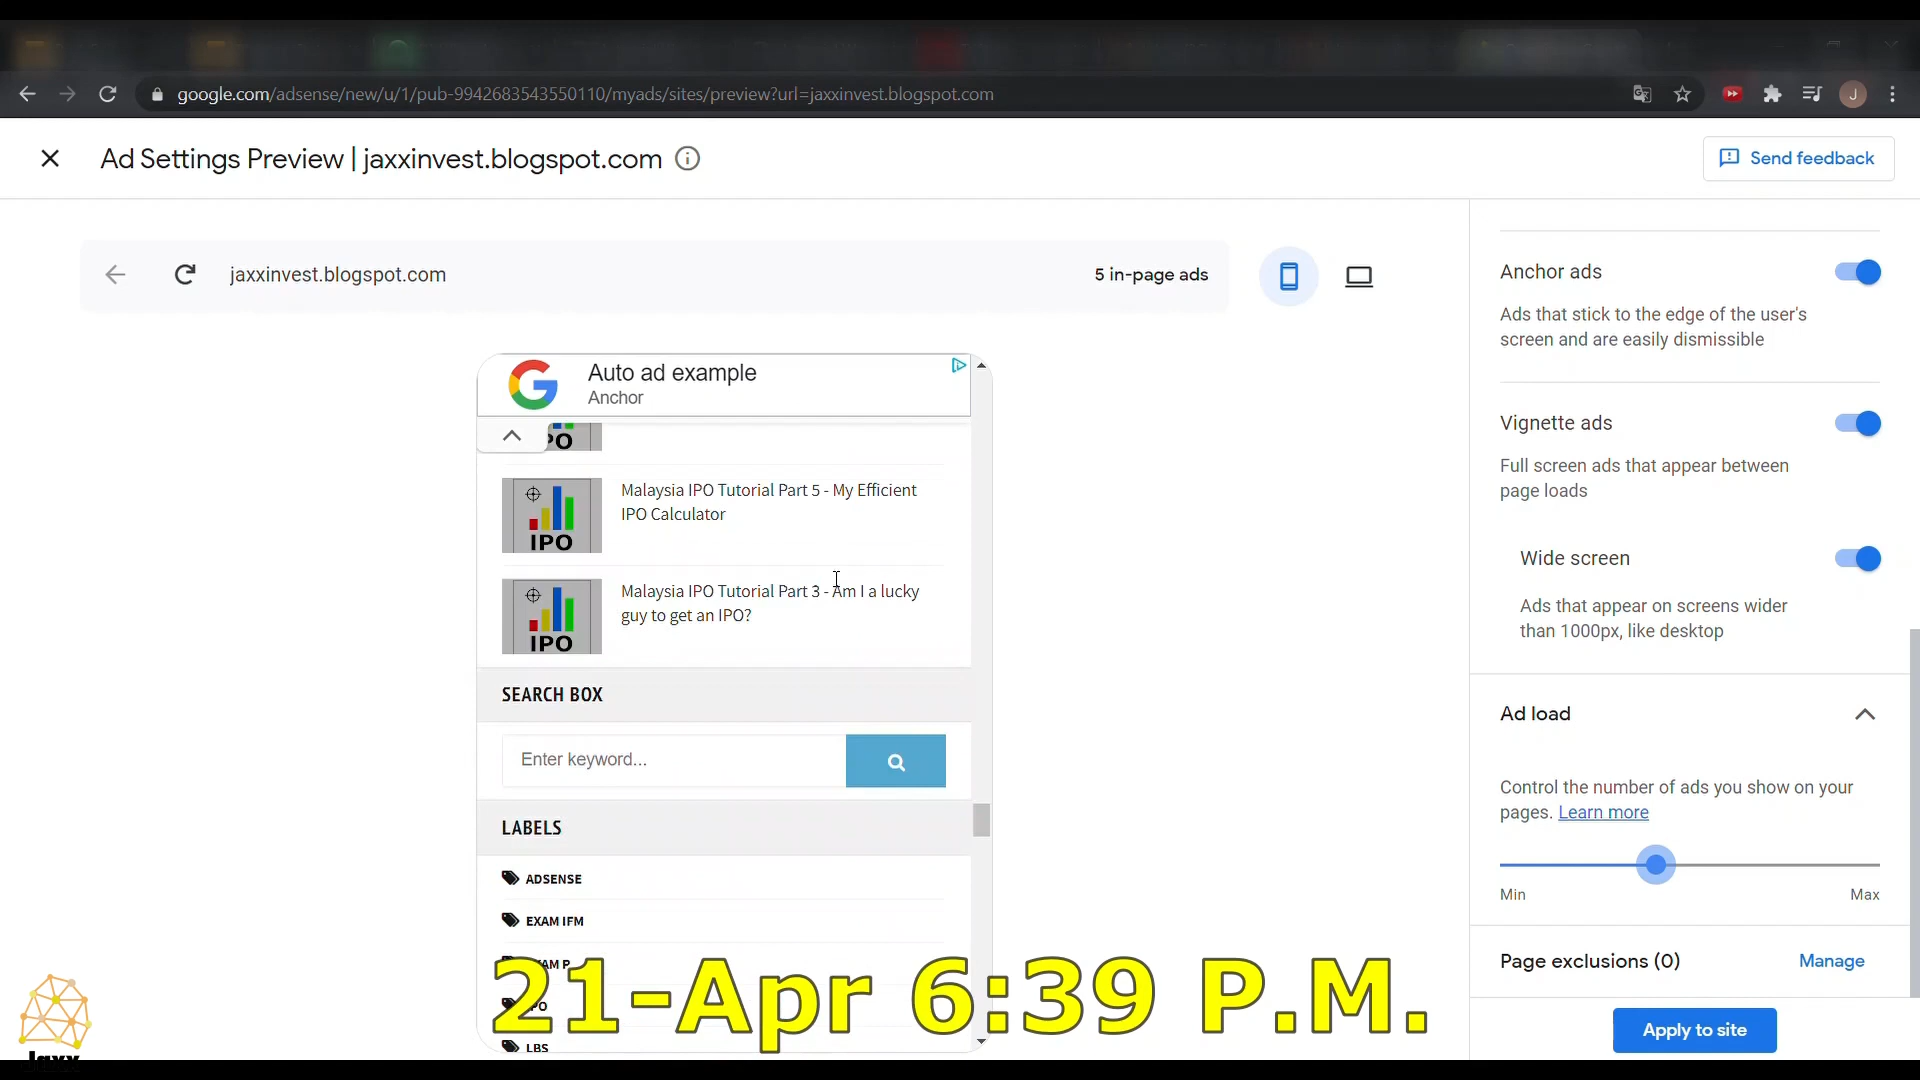 google.com/adsense/new/u/1/pub-9942683543550110/myads/sites/preview?url=jaxxinvest.blogspot.com
J
Ad Settings Preview | jaxxinvest.blogspot.com
Send feedback
jaxxinvest.blogspot.com
5 in-page ads
Auto ad example
Anchor
PO
Malaysia IPO Tutorial Part 5 - My Efficient
IPO Calculator
IPO
Malaysia IPO Tutorial Part 3 - Am I a lucky
guy to get an IPO?
IPO
SEARCH BOX
Enter keyword...
LABELS
ADSENSE
EXAM IFM
EXAM P
IPO
LBS
Anchor ads
Ads that stick to the edge of the user's
screen and are easily dismissible
Vignette ads
Full screen ads that appear between
page loads
Wide screen
Ads that appear on screens wider
than 1000px, like desktop
Ad load
Control the number of ads you show on your
pages. Learn more
Min
Max
Page exclusions (0)
Manage
Apply to site
21-Apr 6:39 P.M.
Jaxx